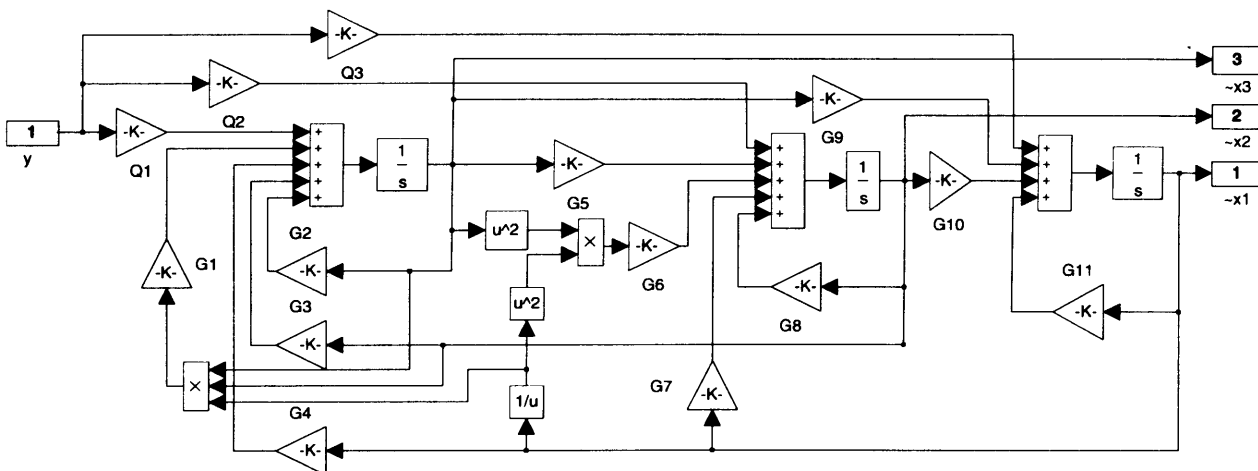 -K-
3
~x3
-K-
Q3
-K-
G9
2
~x2
1
y
-K-
Q2
Q1
+
+
+
+
+
1
s
-K-
G5
+
+
+
+
+
1
s
-K-
G10
+
+
+
+
1
s
1
~x1
G2
u^2
×
-K-
G6
G1
-K-
-K-
G3
u^2
-K-
G8
G11
-K-
-K-
×
G4
1/u
G7
-K-
-K-